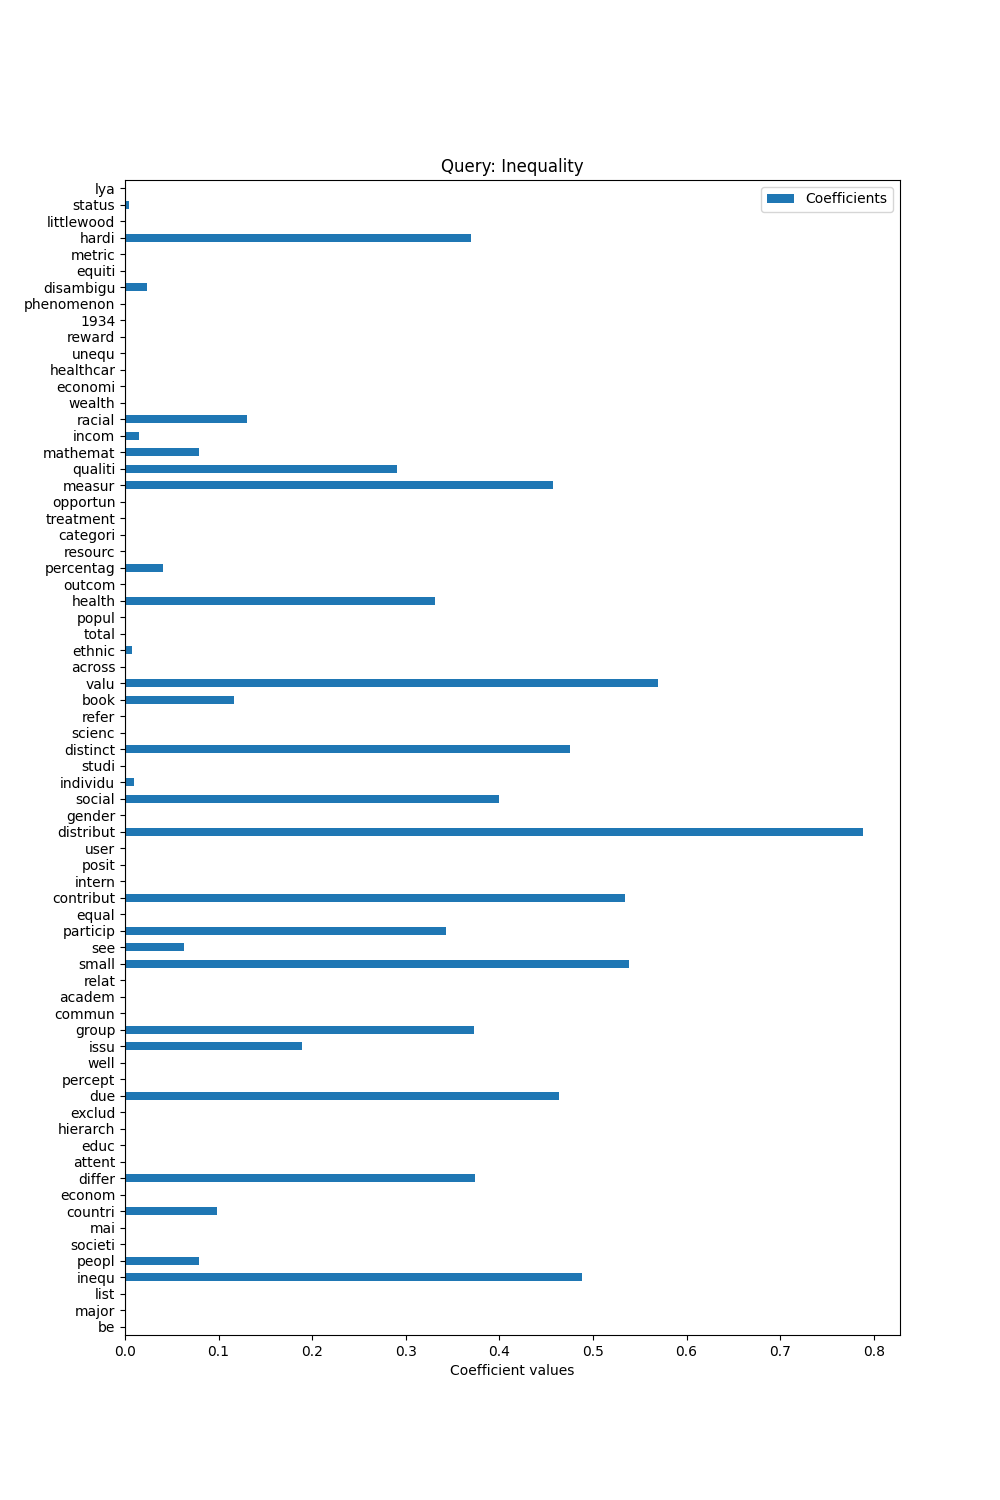 Query: Inequality
Coefficients
lya
status
littlewood
hardi
metric
equiti
disambigu
phenomenon
1934
reward
unequ
healthcar
economi
wealth
racial
incom
mathemat
qualiti
measur
opportun
treatment
categori
resourc
percentag
outcom
health
popul
total
ethnic
across
valu
book
refer
scienc
distinct
studi
individu
social
gender
distribut
user
posit
intern
contribut
equal
particip
see
small
relat
academ
commun
group
issu
well
percept
due
exclud
hierarch
educ
attent
differ
econom
countri
mai
societi
peopl
inequ
list
major
be
0.0 0.1 0.2 0.3 0.4 0.5 0.6 0.7 0.8
Coefficient values